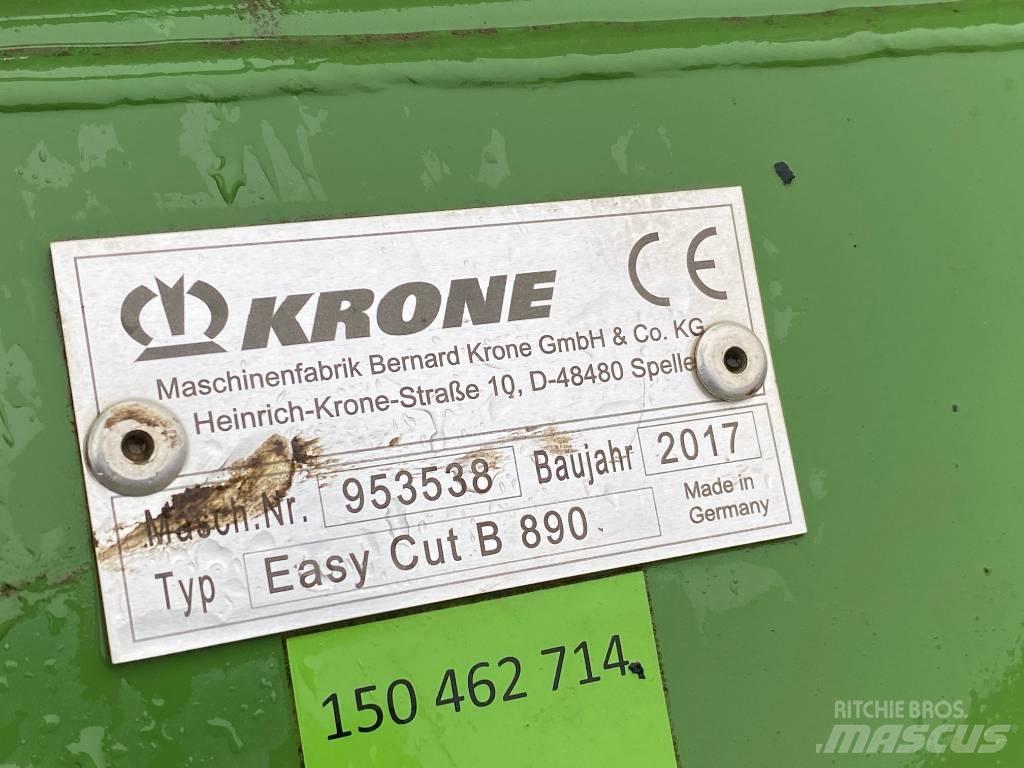 KRONE
CE
Maschinenfabrik Bernard Krone GmbH & Co. KG
Heinrich-Krone-Straße 10, D-48480 Spelle
Masch.Nr. 953538 Baujahr 2017
Typ Easy Cut B 890
Made in
Germany
150 462 714
RITCHIE BROS.
MASCUS